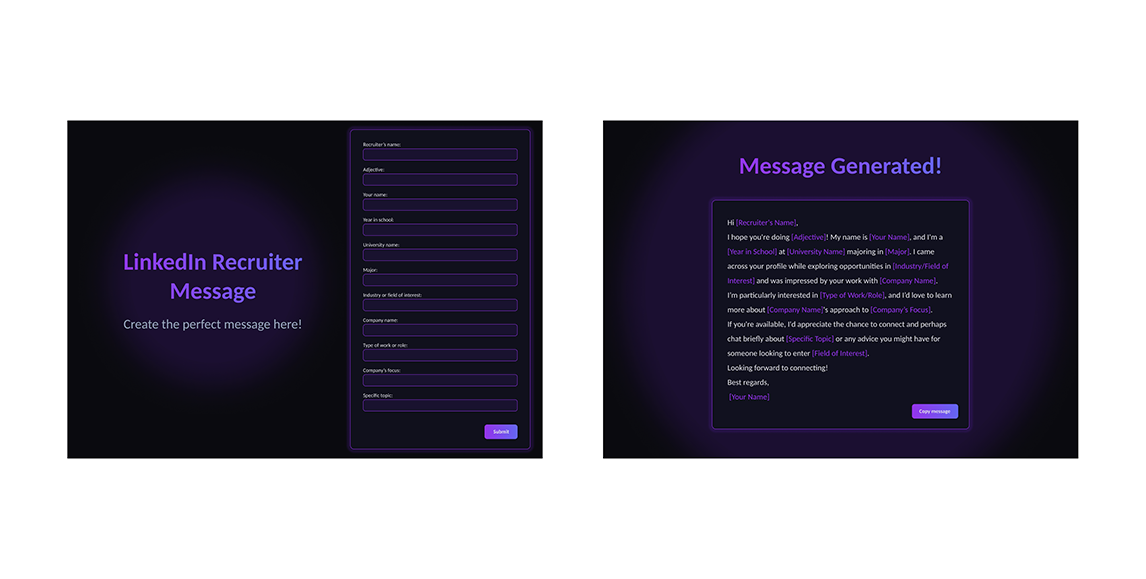 LinkedIn Recruiter
Message
Create the perfect message here!
Recruiter's name:
Adjective:
Your name:
Year in school:
University name:
Major:
Industry or field of interest:
Company name:
Type of work or role:
Company's focus:
Specific topic:
Submit
Message Generated!
Hi [Recruiter's Name],
I hope you're doing [Adjective]! My name is [Your Name], and I'm a
[Year in School] at [University Name] majoring in [Major]. I came
across your profile while exploring opportunities in [Industry/Field of
Interest] and was impressed by your work with [Company Name].
I'm particularly interested in [Type of Work/Role], and I'd love to learn
more about [Company Name]'s approach to [Company's Focus].
If you're available, I'd appreciate the chance to connect and perhaps
chat briefly about [Specific Topic] or any advice you might have for
someone looking to enter [Field of Interest].
Looking forward to connecting!
Best regards,
[Your Name]
Copy message